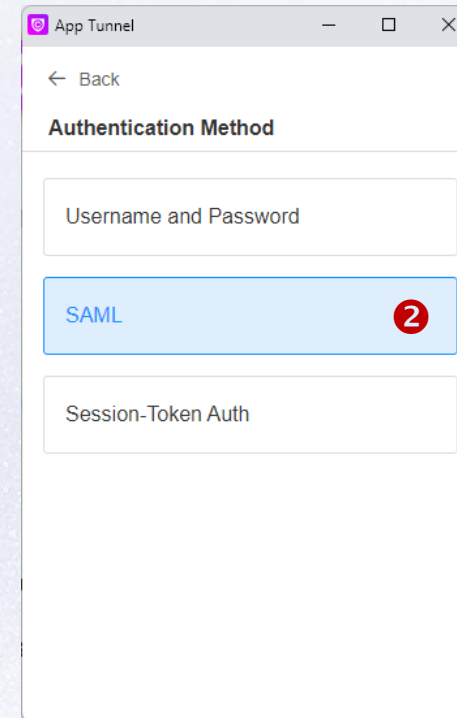 App Tunnel
← Back
Authentication Method
Username and Password
SAML
2
Session-Token Auth